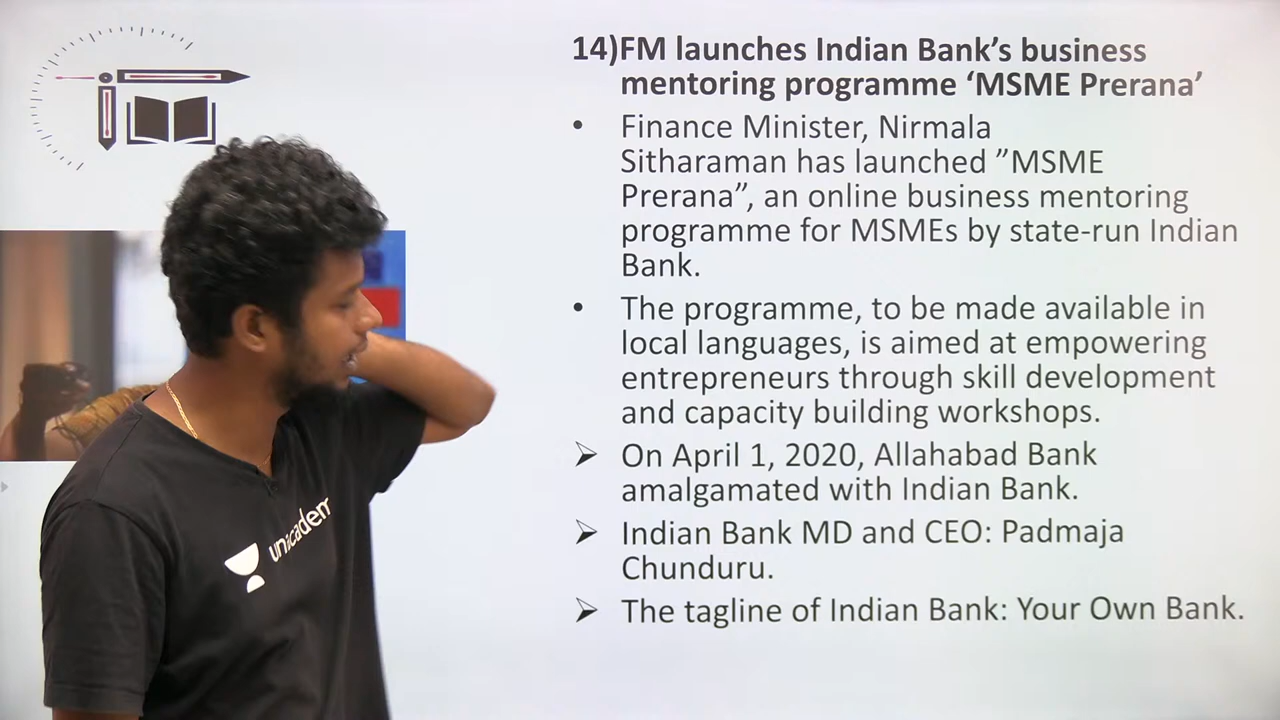 14)FM launches Indian Bank’s business
mentoring programme ‘MSME Prerana’
• Finance Minister, Nirmala
Sitharaman has launched ”MSME
Prerana”, an online business mentoring
programme for MSMEs by state-run Indian
Bank.
• The programme, to be made available in
local languages, is aimed at empowering
entrepreneurs through skill development
and capacity building workshops.
➢ On April 1, 2020, Allahabad Bank
amalgamated with Indian Bank.
➢ Indian Bank MD and CEO: Padmaja
Chunduru.
➢ The tagline of Indian Bank: Your Own Bank.
unacadem